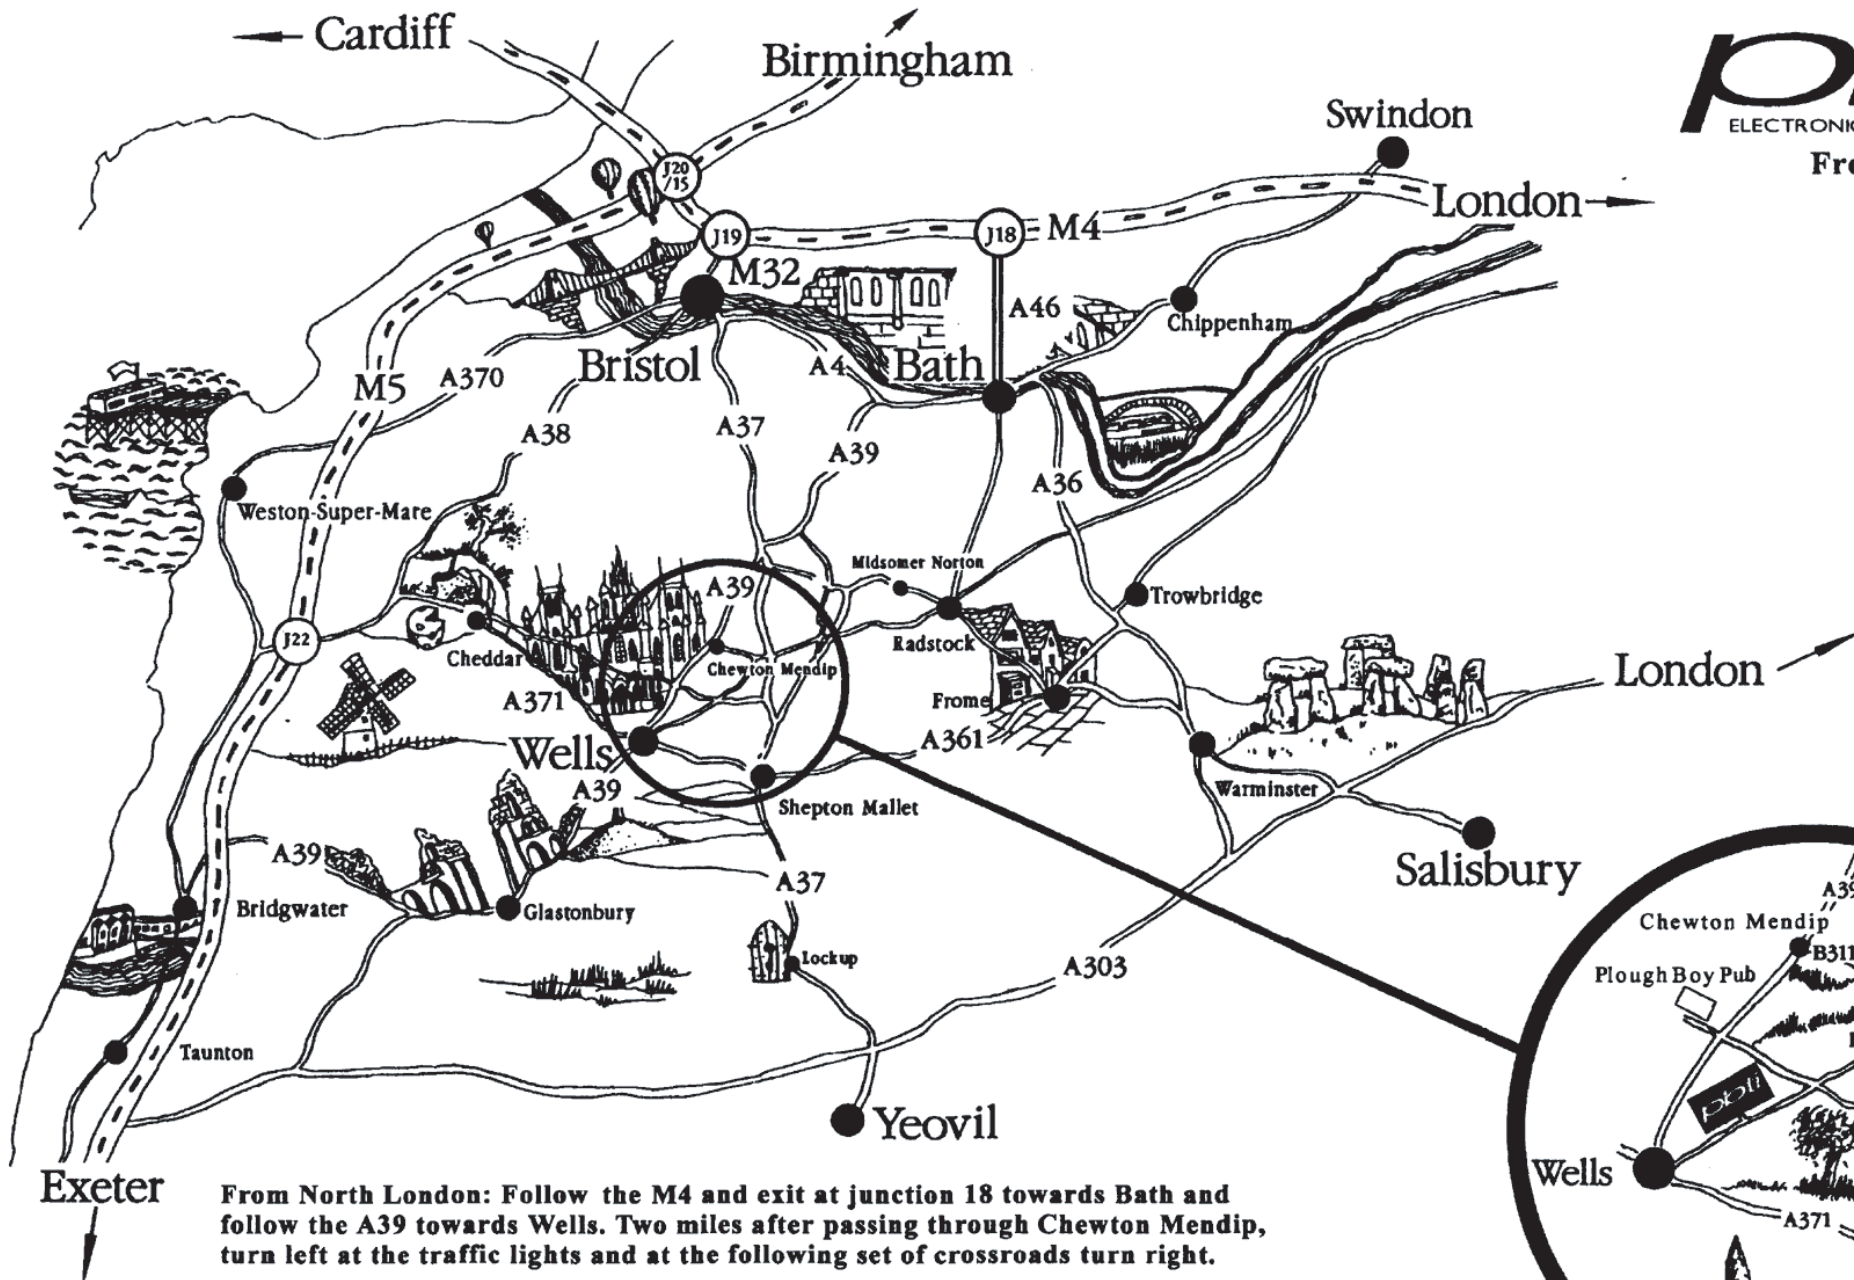 Cardiff
Birmingham
Swindon
ELECTRONIC
J20
/15
London
J19
J18
M4
M32
A46
Chippenham
Bristol
A4
Bath
M5
A370
A38
A37
A39
A36
Weston-Super-Mare
Midsomer Norton
A39
Trowbridge
J22
Radstock
Cheddar
Chewton Mendip
London
A371
Frome
Wells
A361
A39
Warminster
Shepton Mallet
A39
A37
Salisbury
Bridgwater
Glastonbury
Lockup
A303
Taunton
Yeovil
Exeter
A39
Chewton Mendip
B311
Plough Boy Pub
pbti
Wells
A371
From North London: Follow the M4 and exit at junction 18 towards Bath and
follow the A39 towards Wells. Two miles after passing through Chewton Mendip,
turn left at the traffic lights and at the following set of crossroads turn right.